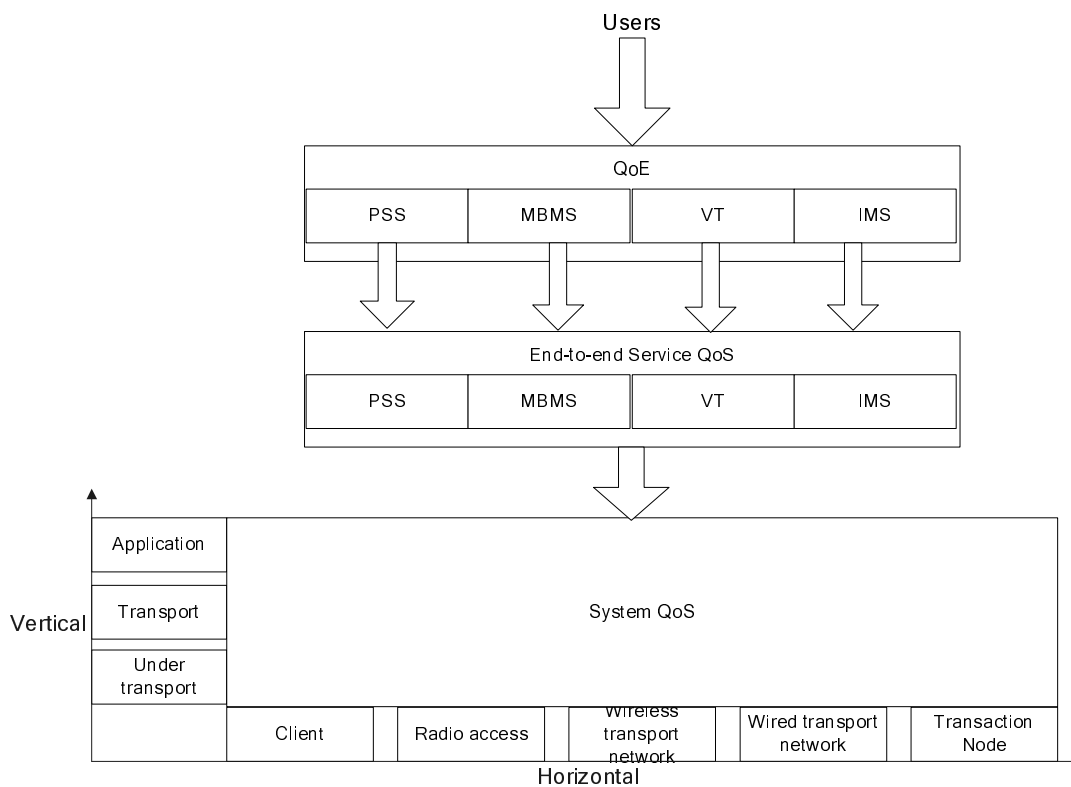 Users
QoE
PSS
MBMS
VT
IMS
End-to-end Service QoS
PSS
MBMS
VT
IMS
Application
Transport
Under
transport
Vertical
System QoS
Client
Radio access
Wireless
transport
network
Wired transport
network
Transaction
Node
Horizontal